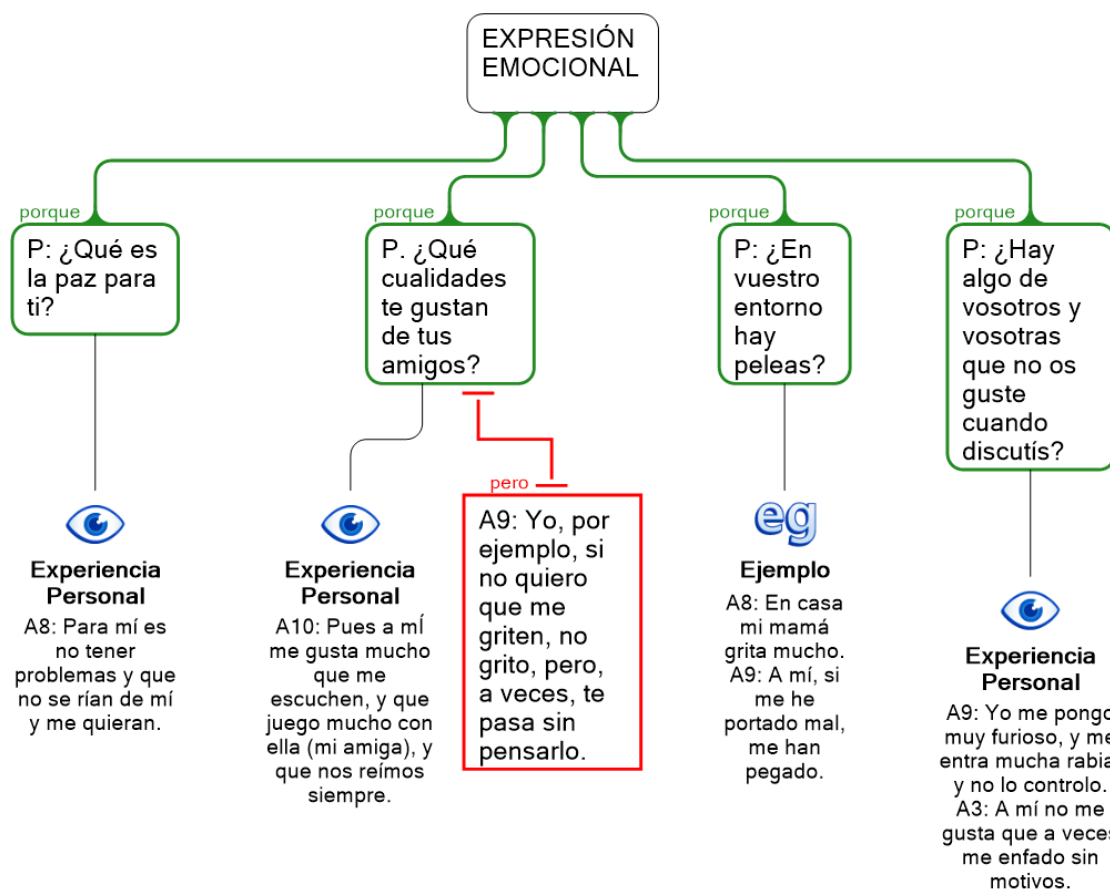 EXPRESIÓN
EMOCIONAL
porque
P: ¿Qué es
la paz para
ti?
Experiencia
Personal
A8: Para mí es
no tener
problemas y que
no se rían de mí
y me quieran.
porque
P. ¿Qué
cualidades
te gustan
de tus
amigos?
Experiencia
Personal
A10: Pues a mÍ
me gusta mucho
que me
escuchen, y que
juego mucho con
ella (mi amiga), y
que nos reímos
siempre.
pero
A9: Yo, por
ejemplo, si
no quiero
que me
griten, no
grito, pero,
a veces, te
pasa sin
pensarlo.
porque
P: ¿En
vuestro
entorno
hay
peleas?
eg
Ejemplo
A8: En casa
mi mamá
grita mucho.
A9: A mí, si
me he
portado mal,
me han
pegado.
porque
P: ¿Hay
algo de
vosotros y
vosotras
que no os
guste
cuando
discutís?
Experiencia
Personal
A9: Yo me pongo
muy furioso, y me
entra mucha rabia
y no lo controlo.
A3: A mí no me
gusta que a veces
me enfado sin
motivos.